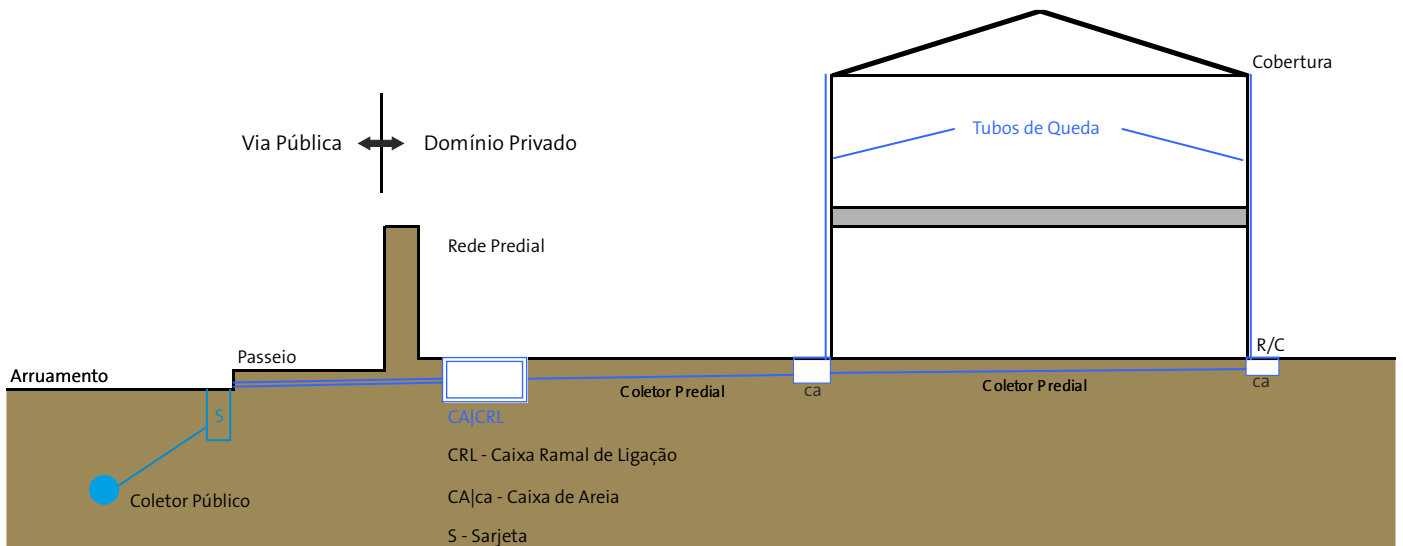 Cobertura
Tubos de Queda
Via Pública
Domínio Privado
Rede Predial
R/C
Passeio
Arruamento
Coletor Predial
ca
Coletor Predial
ca
S
CA|CRL
CRL - Caixa Ramal de Ligação
CA|ca - Caixa de Areia
Coletor Público
S - Sarjeta